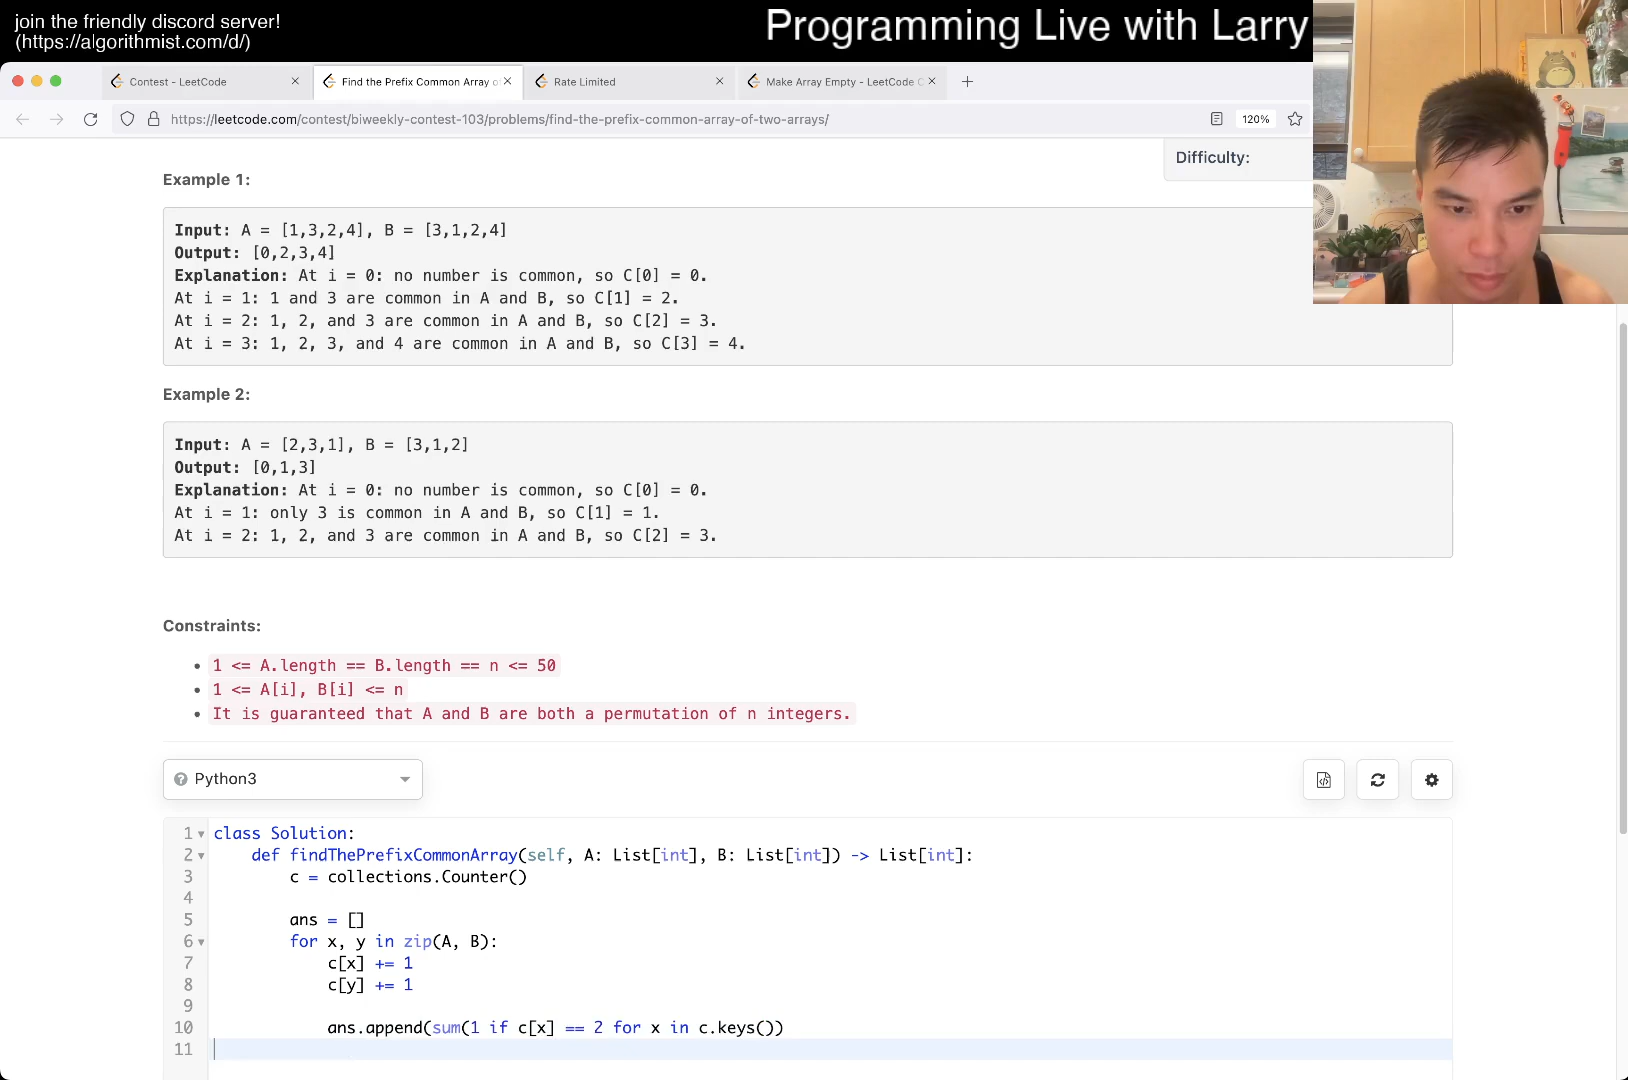 join the friendly discord server!
(https://algorithmist.com/d/)
Programming Live with Larry
Contest - LeetCode
Find the Prefix Common Array o
Rate Limited
Make Array Empty - LeetCode C
https://leetcode.com/contest/biweekly-contest-103/problems/find-the-prefix-common-array-of-two-arrays/
120%
Difficulty:
Example 1:
Input: A = [1,3,2,4], B = [3,1,2,4]
Output: [0,2,3,4]
Explanation: At i = 0: no number is common, so C[0] = 0.
At i = 1: 1 and 3 are common in A and B, so C[1] = 2.
At i = 2: 1, 2, and 3 are common in A and B, so C[2] = 3.
At i = 3: 1, 2, 3, and 4 are common in A and B, so C[3] = 4.
Example 2:
Input: A = [2,3,1], B = [3,1,2]
Output: [0,1,3]
Explanation: At i = 0: no number is common, so C[0] = 0.
At i = 1: only 3 is common in A and B, so C[1] = 1.
At i = 2: 1, 2, and 3 are common in A and B, so C[2] = 3.
Constraints:
1 <= A.length == B.length == n <= 50
1 <= A[i], B[i] <= n
It is guaranteed that A and B are both a permutation of n integers.
Python3
1 class Solution:
2 def findThePrefixCommonArray(self, A: List[int], B: List[int]) -> List[int]:
3 c = collections.Counter()
4
5 ans = []
6 for x, y in zip(A, B):
7 c[x] += 1
8 c[y] += 1
9
10 ans.append(sum(1 if c[x] == 2 for x in c.keys())
11